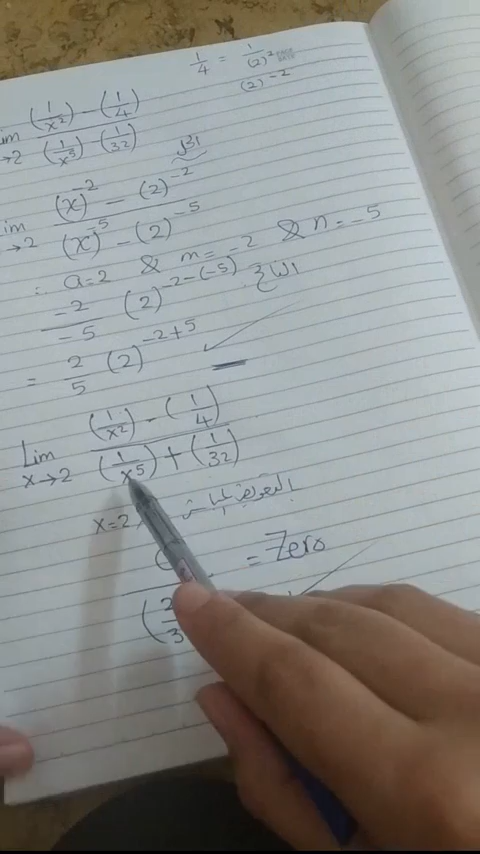 1/4 = 1/(2)²
(2)⁻²
(1/x²) - (1/4)
→2 (1/x⁵) - (1/32)
(x)⁻² - (2)⁻²
→2 (x)⁻⁵ - (2)⁻⁵
∴ a=2 & m=-2 & n=-5
-2/-5 (2)^-2-(-5)
= 2/5 (2)^-2+5
Lim x→2 (1/x²) - (1/4)
(1/x⁵) + (1/32)
x=2
= Zero